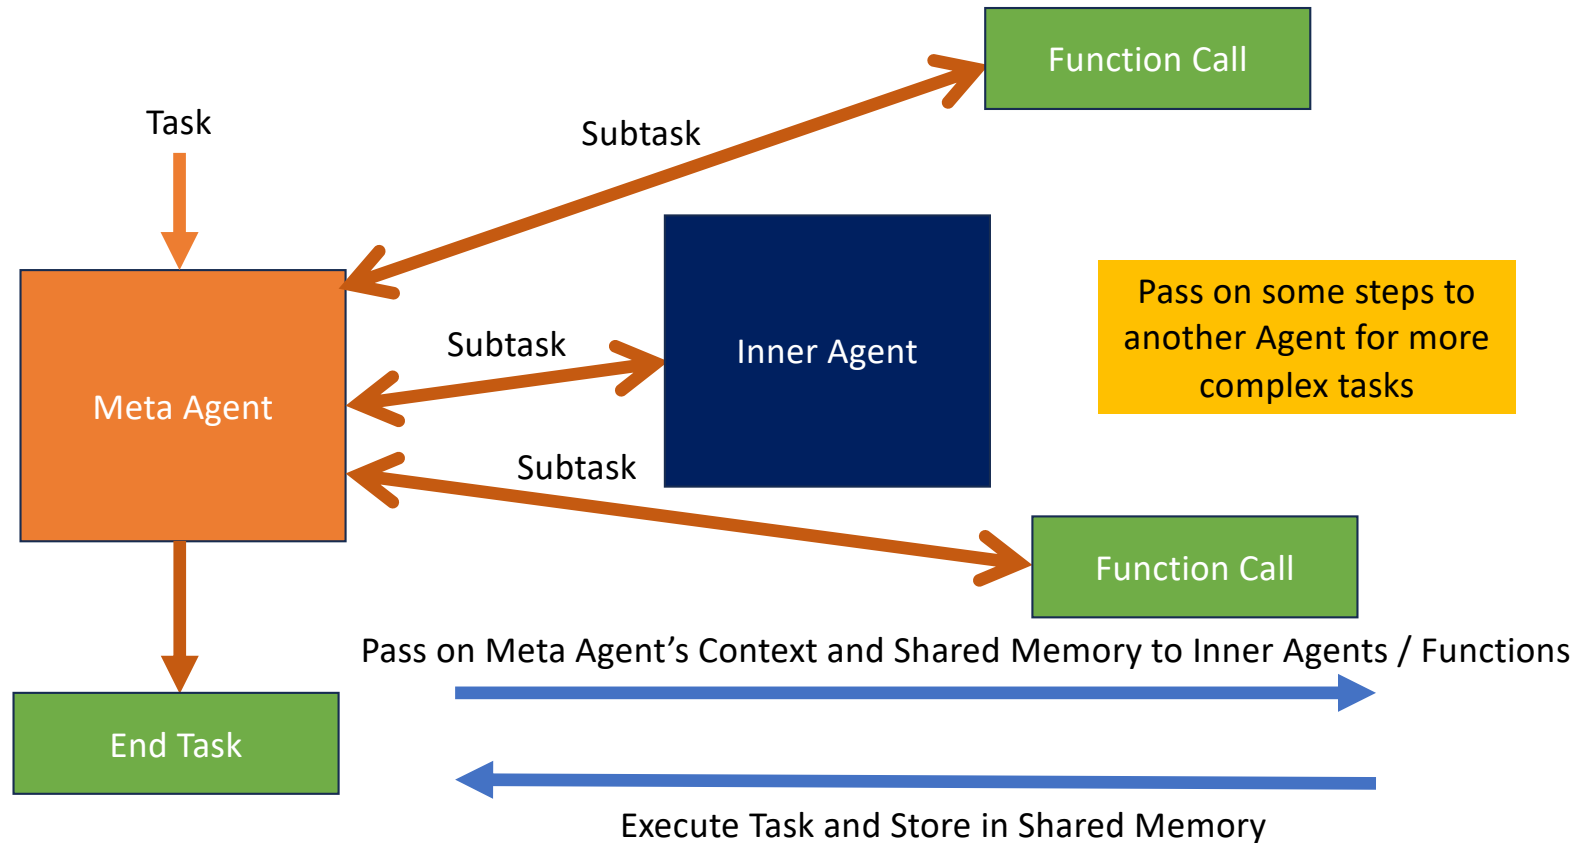 Function Call
Task
Subtask
Inner Agent
Subtask
Pass on some steps to
another Agent for more
complex tasks
Meta Agent
Subtask
Function Call
Pass on Meta Agent’s Context and Shared Memory to Inner Agents / Functions
End Task
Execute Task and Store in Shared Memory